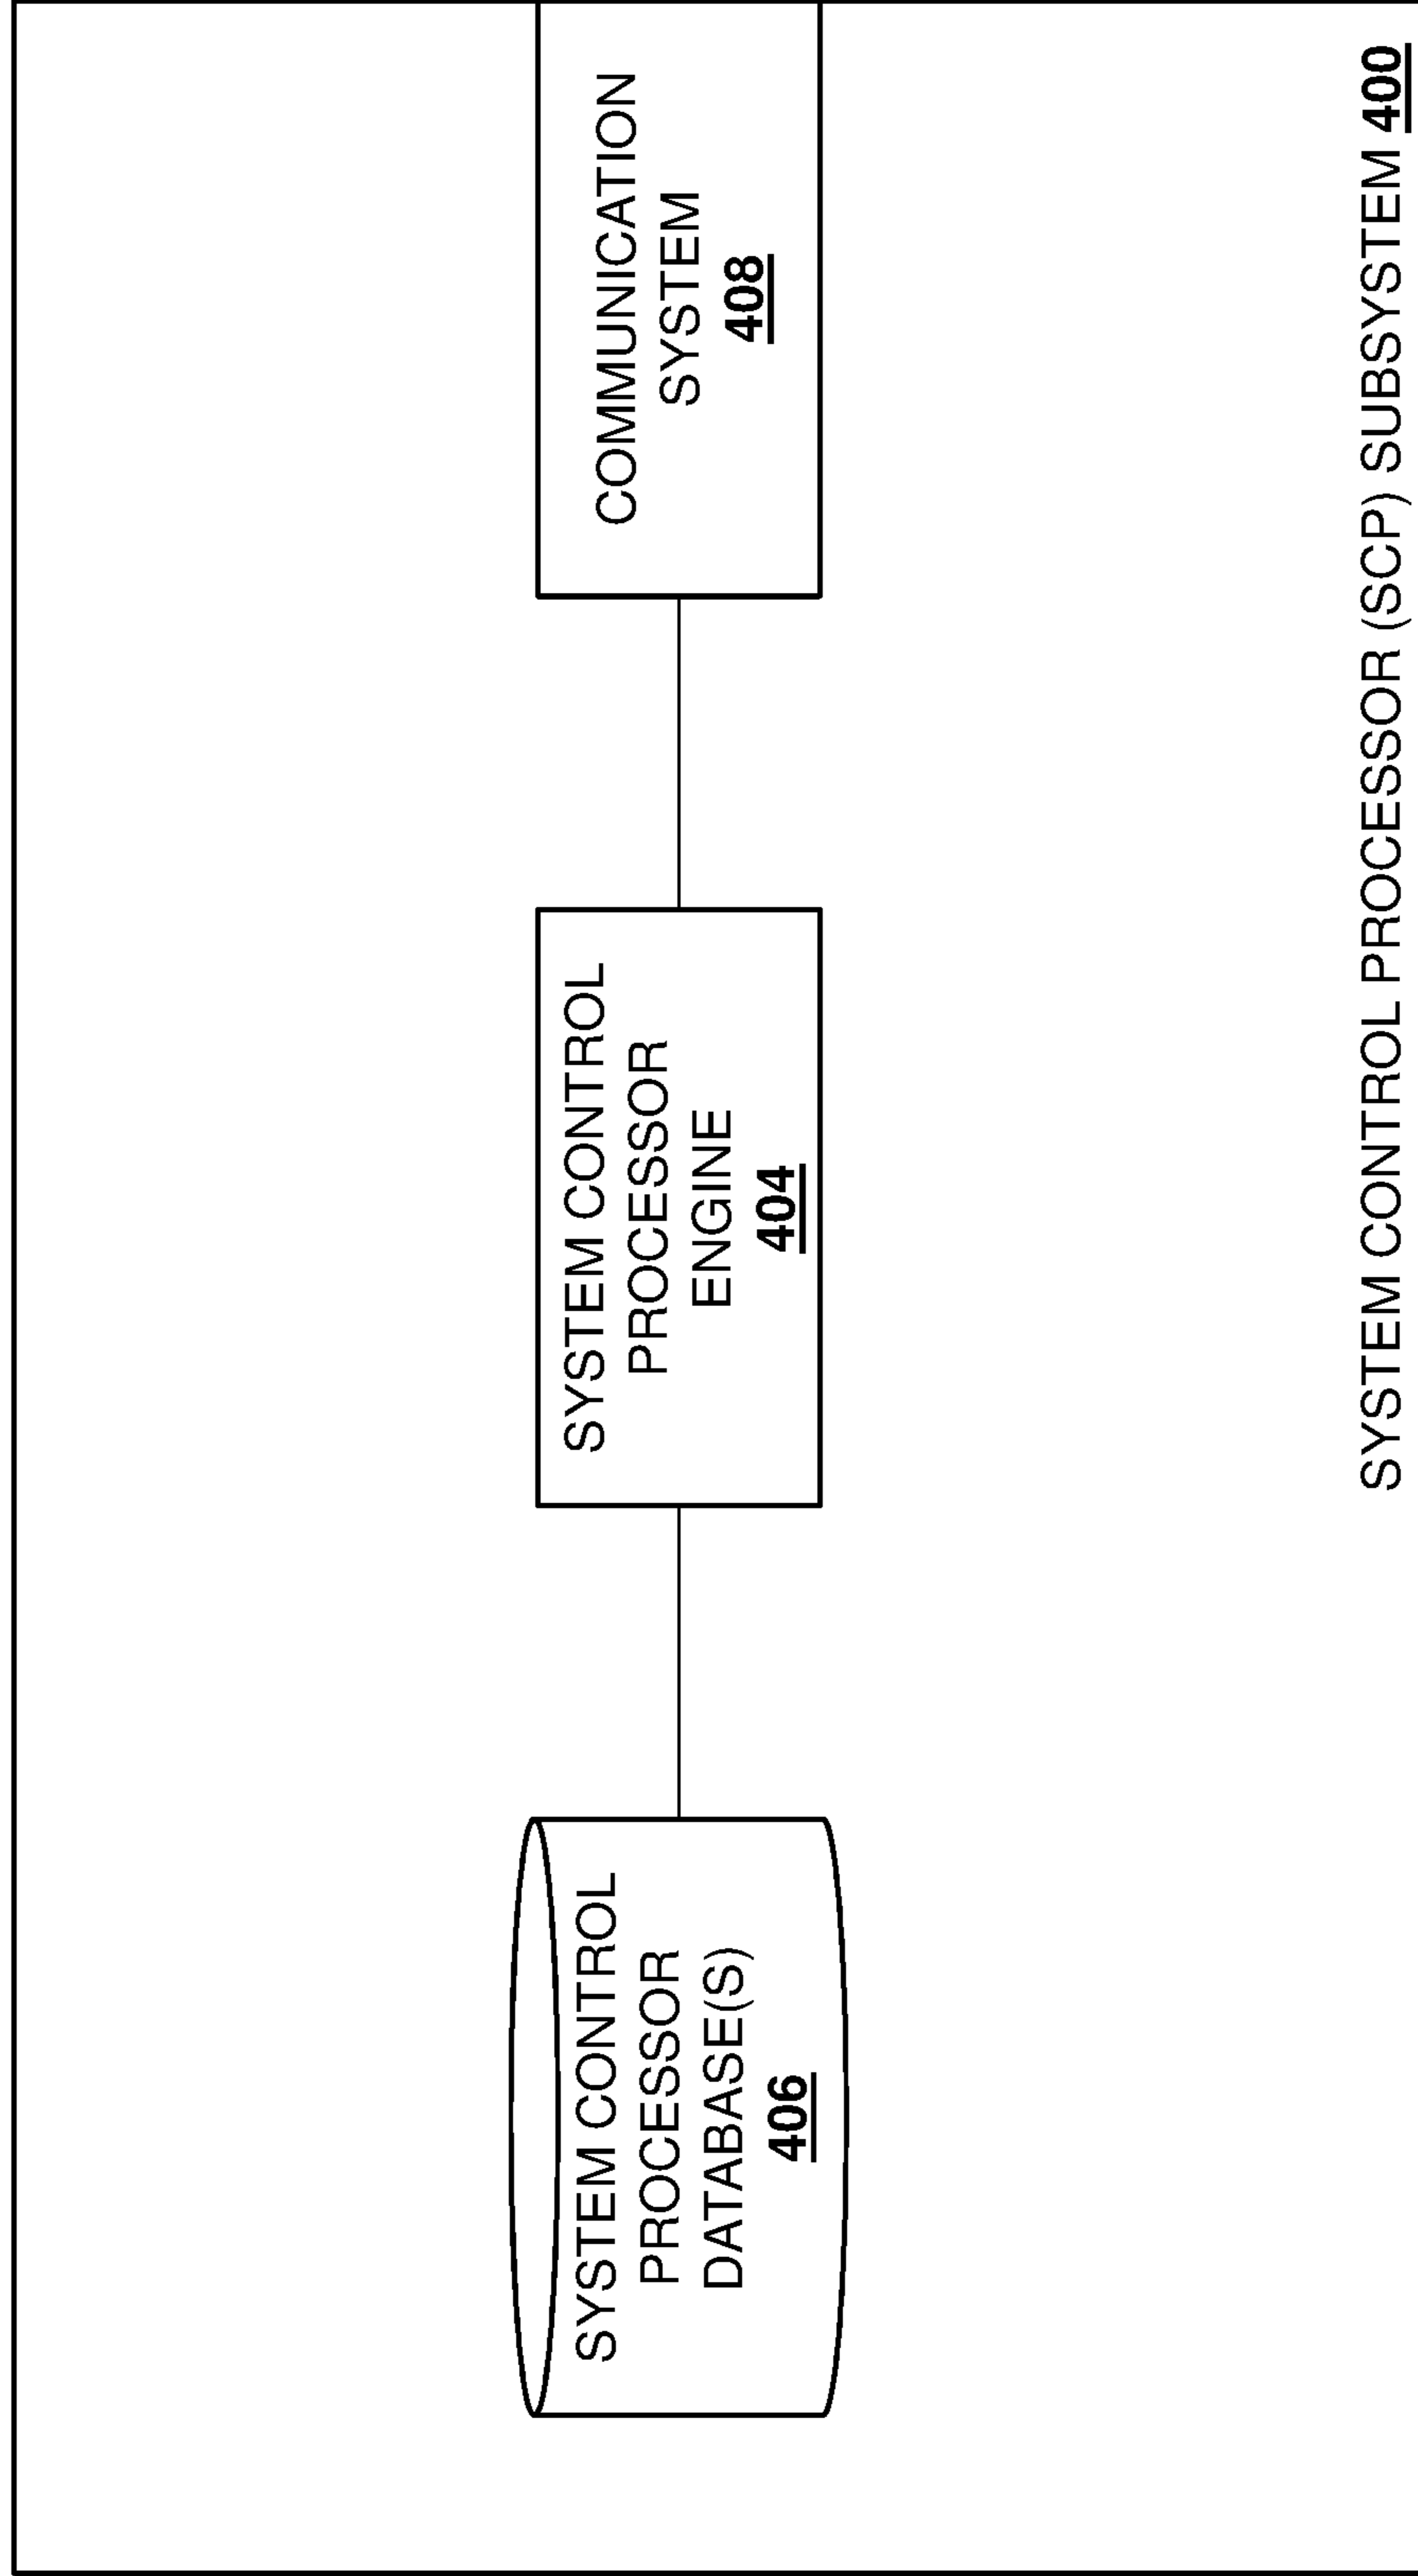 SYSTEM CONTROL
PROCESSOR
DATABASE(S)
406
SYSTEM CONTROL
PROCESSOR
ENGINE
404
COMMUNICATION
SYSTEM
408
SYSTEM CONTROL PROCESSOR (SCP) SUBSYSTEM 400